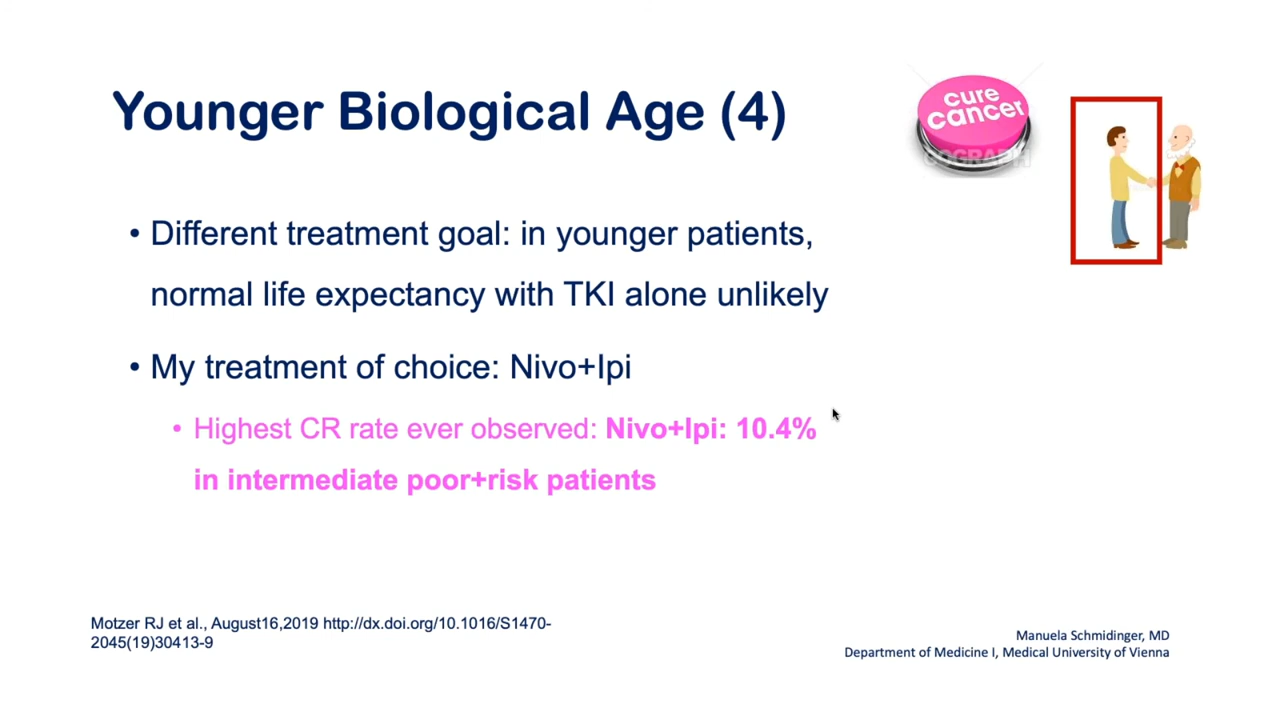 Younger Biological Age (4)
cure
cancer
• Different treatment goal: in younger patients,
normal life expectancy with TKI alone unlikely
• My treatment of choice: Nivo+Ipi
• Highest CR rate ever observed: Nivo+Ipi: 10.4%
in intermediate poor+risk patients
Motzer RJ et al., August16,2019 http://dx.doi.org/10.1016/S1470-
2045(19)30413-9
Manuela Schmidinger, MD
Department of Medicine I, Medical University of Vienna